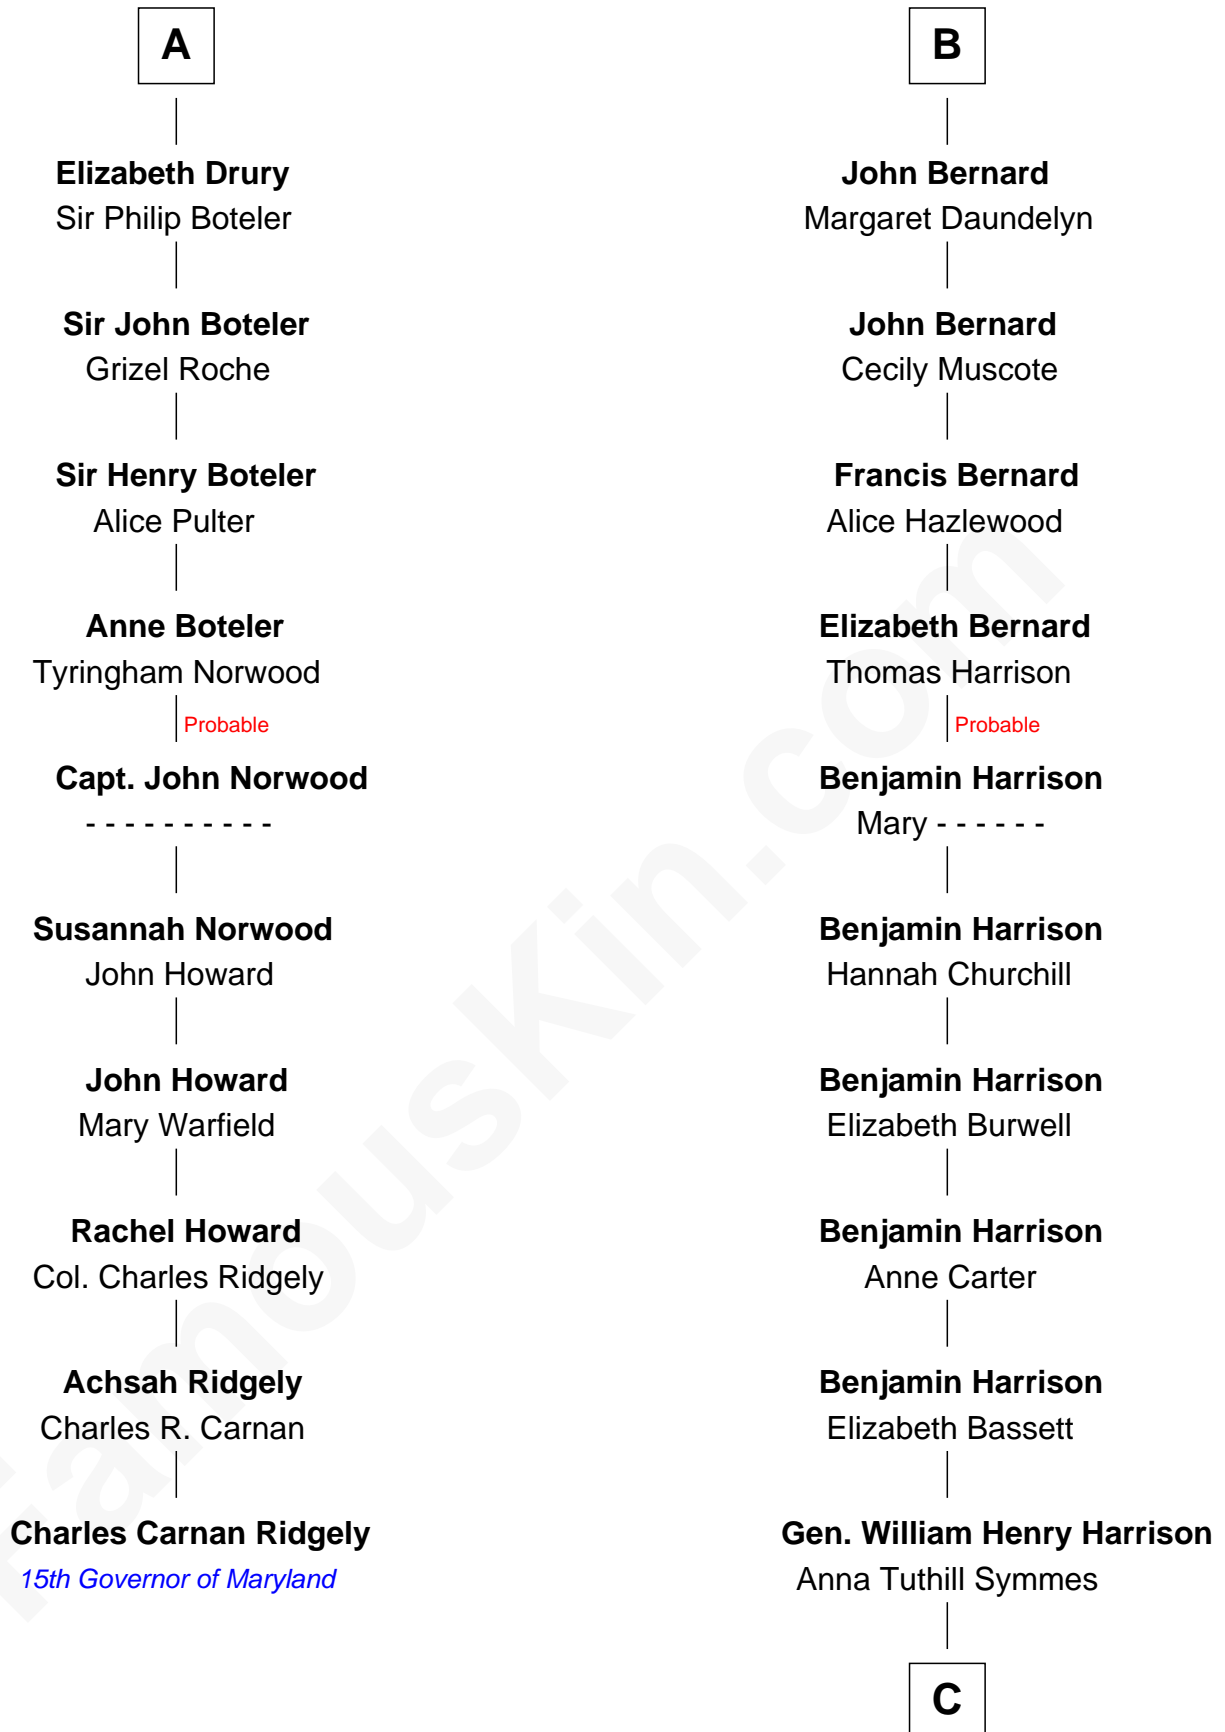 A
Elizabeth Drury
Sir Philip Boteler
Sir John Boteler
Grizel Roche
Sir Henry Boteler
Alice Pulter
Anne Boteler
Tyringham Norwood
Probable
Capt. John Norwood
- - - - - - - - - -
Susannah Norwood
John Howard
John Howard
Mary Warfield
Rachel Howard
Col. Charles Ridgely
Achsah Ridgely
Charles R. Carnan
Charles Carnan Ridgely
15th Governor of Maryland
B
John Bernard
Margaret Daundelyn
John Bernard
Cecily Muscote
Francis Bernard
Alice Hazlewood
Elizabeth Bernard
Thomas Harrison
Probable
Benjamin Harrison
Mary - - - - - -
Benjamin Harrison
Hannah Churchill
Benjamin Harrison
Elizabeth Burwell
Benjamin Harrison
Anne Carter
Benjamin Harrison
Elizabeth Bassett
Gen. William Henry Harrison
Anna Tuthill Symmes
C
FamousKin.com